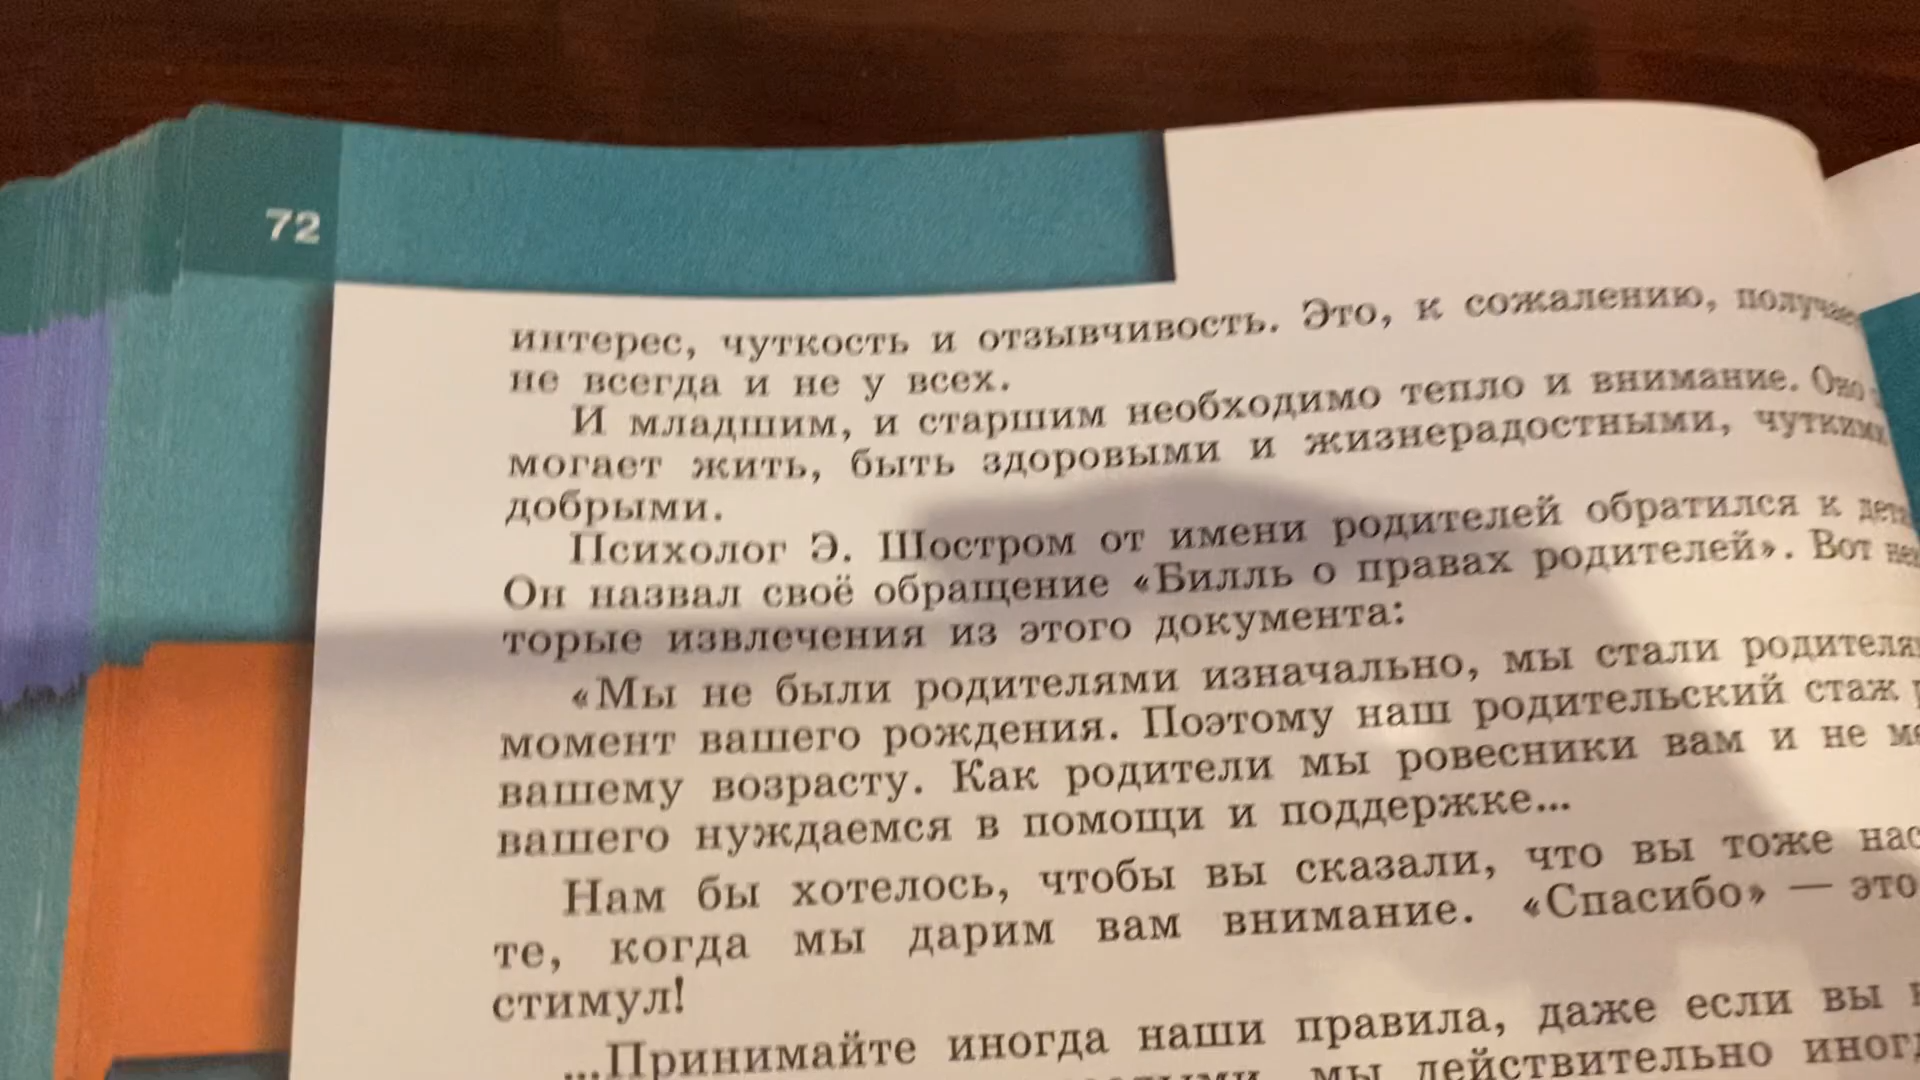 72
интерес, чуткость и отзывчивость. Это, к сожалению,
не всегда и не у всех.
И младшим, и старшим необходимо тепло и внимание. Оно
могает жить, быть здоровыми и жизнерадостными,
добрыми.
Психолог Э. Шостром от имени родителей обратился к
Он назвал своё обращение «Билль о правах родителей». Вот
торые извлечения из этого документа:
«Мы не были родителями изначально, мы стали
момент вашего рождения. Поэтому наш родительский стаж
вашему возрасту. Как родители мы ровесники вам и не
вашего нуждаемся в помощи и поддержке...
Нам бы хотелось, чтобы вы сказали, что вы тоже
те, когда мы дарим вам внимание. «Спасибо» — это
стимул!
...Принимайте иногда наши правила, даже если вы
мы действительно